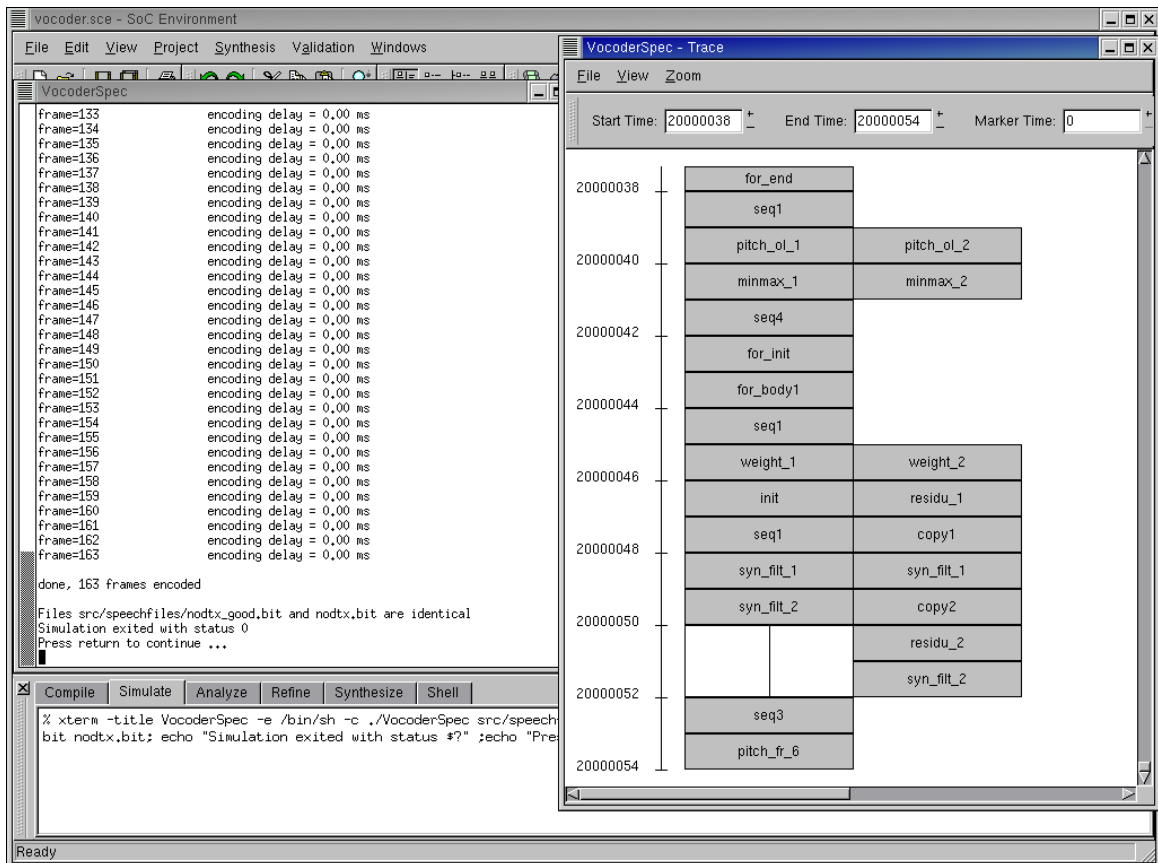 vocoder.sce - SoC Environment
File Edit View Project Synthesis Validation Windows
VocoderSpec
frame=133 encoding delay = 0.00 ms
frame=134 encoding delay = 0.00 ms
frame=135 encoding delay = 0.00 ms
frame=136 encoding delay = 0.00 ms
frame=137 encoding delay = 0.00 ms
frame=138 encoding delay = 0.00 ms
frame=139 encoding delay = 0.00 ms
frame=140 encoding delay = 0.00 ms
frame=141 encoding delay = 0.00 ms
frame=142 encoding delay = 0.00 ms
frame=143 encoding delay = 0.00 ms
frame=144 encoding delay = 0.00 ms
frame=145 encoding delay = 0.00 ms
frame=146 encoding delay = 0.00 ms
frame=147 encoding delay = 0.00 ms
frame=148 encoding delay = 0.00 ms
frame=149 encoding delay = 0.00 ms
frame=150 encoding delay = 0.00 ms
frame=151 encoding delay = 0.00 ms
frame=152 encoding delay = 0.00 ms
frame=153 encoding delay = 0.00 ms
frame=154 encoding delay = 0.00 ms
frame=155 encoding delay = 0.00 ms
frame=156 encoding delay = 0.00 ms
frame=157 encoding delay = 0.00 ms
frame=158 encoding delay = 0.00 ms
frame=159 encoding delay = 0.00 ms
frame=160 encoding delay = 0.00 ms
frame=161 encoding delay = 0.00 ms
frame=162 encoding delay = 0.00 ms
frame=163 encoding delay = 0.00 ms
done, 163 frames encoded
Files src/speechfiles/nodtx_good.bit and nodtx.bit are identical
Simulation exited with status 0
Press return to continue ...
Compile Simulate Analyze Refine Synthesize Shell
% xterm -title VocoderSpec -e /bin/sh -c ./VocoderSpec src/speech
bit nodtx.bit; echo "Simulation exited with status $?" ;echo "Pre
Ready
VocoderSpec - Trace
File View Zoom
Start Time: 20000038 End Time: 20000054 Marker Time: 0
20000038 for_end
seq1
pitch_ol_1 pitch_ol_2
20000040
minmax_1 minmax_2
seq4
20000042
for_init
for_body1
20000044
seq1
weight_1 weight_2
20000046
init residu_1
seq1 copy1
20000048
syn_filt_1 syn_filt_1
syn_filt_2 copy2
20000050
residu_2
syn_filt_2
20000052
seq3
pitch_fr_6
20000054